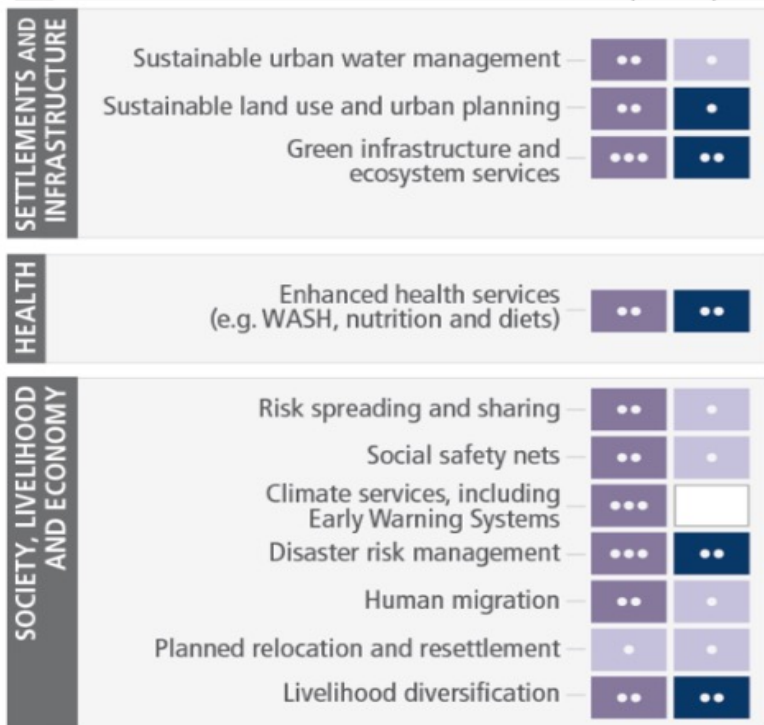 SETTLEMENTS AND
INFRASTRUCTURE
Sustainable urban water management
Sustainable land use and urban planning
Green infrastructure and
ecosystem services
HEALTH
Enhanced health services
(e.g. WASH, nutrition and diets)
SOCIETY, LIVELIHOOD
AND ECONOMY
Risk spreading and sharing
Social safety nets
Climate services, including
Early Warning Systems
Disaster risk management
Human migration
Planned relocation and resettlement
Livelihood diversification